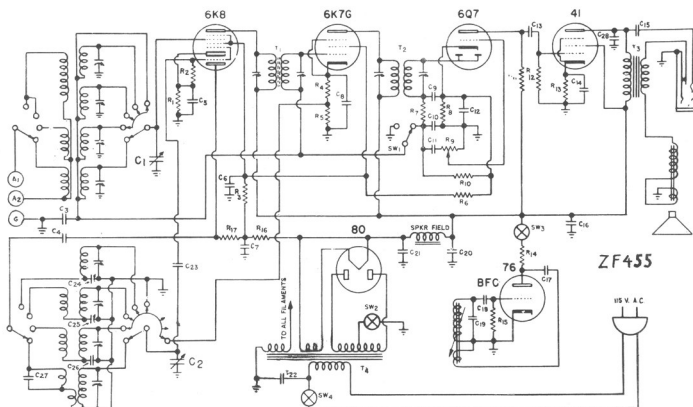 6K8
6K7G
6Q7
41
C13
C15
C28
T3
T2
T
R2
R1
C5
C8
R4
R5
C9
R7
R8
C12
C10
C11
R9
SW1
R10
R6
R12
R13
C14
A1
A2
G
C1
C3
C4
C6
R3
C7
R17
R16
80
SPKR FIELD
C21
C20
C16
SW3
R14
76
BFC
C17
C18
C19
R15
ZF455
115 V. A.C.
C23
C24
C25
C26
C27
C2
TO ALL FILAMENTS
SW2
T4
C22
SW4